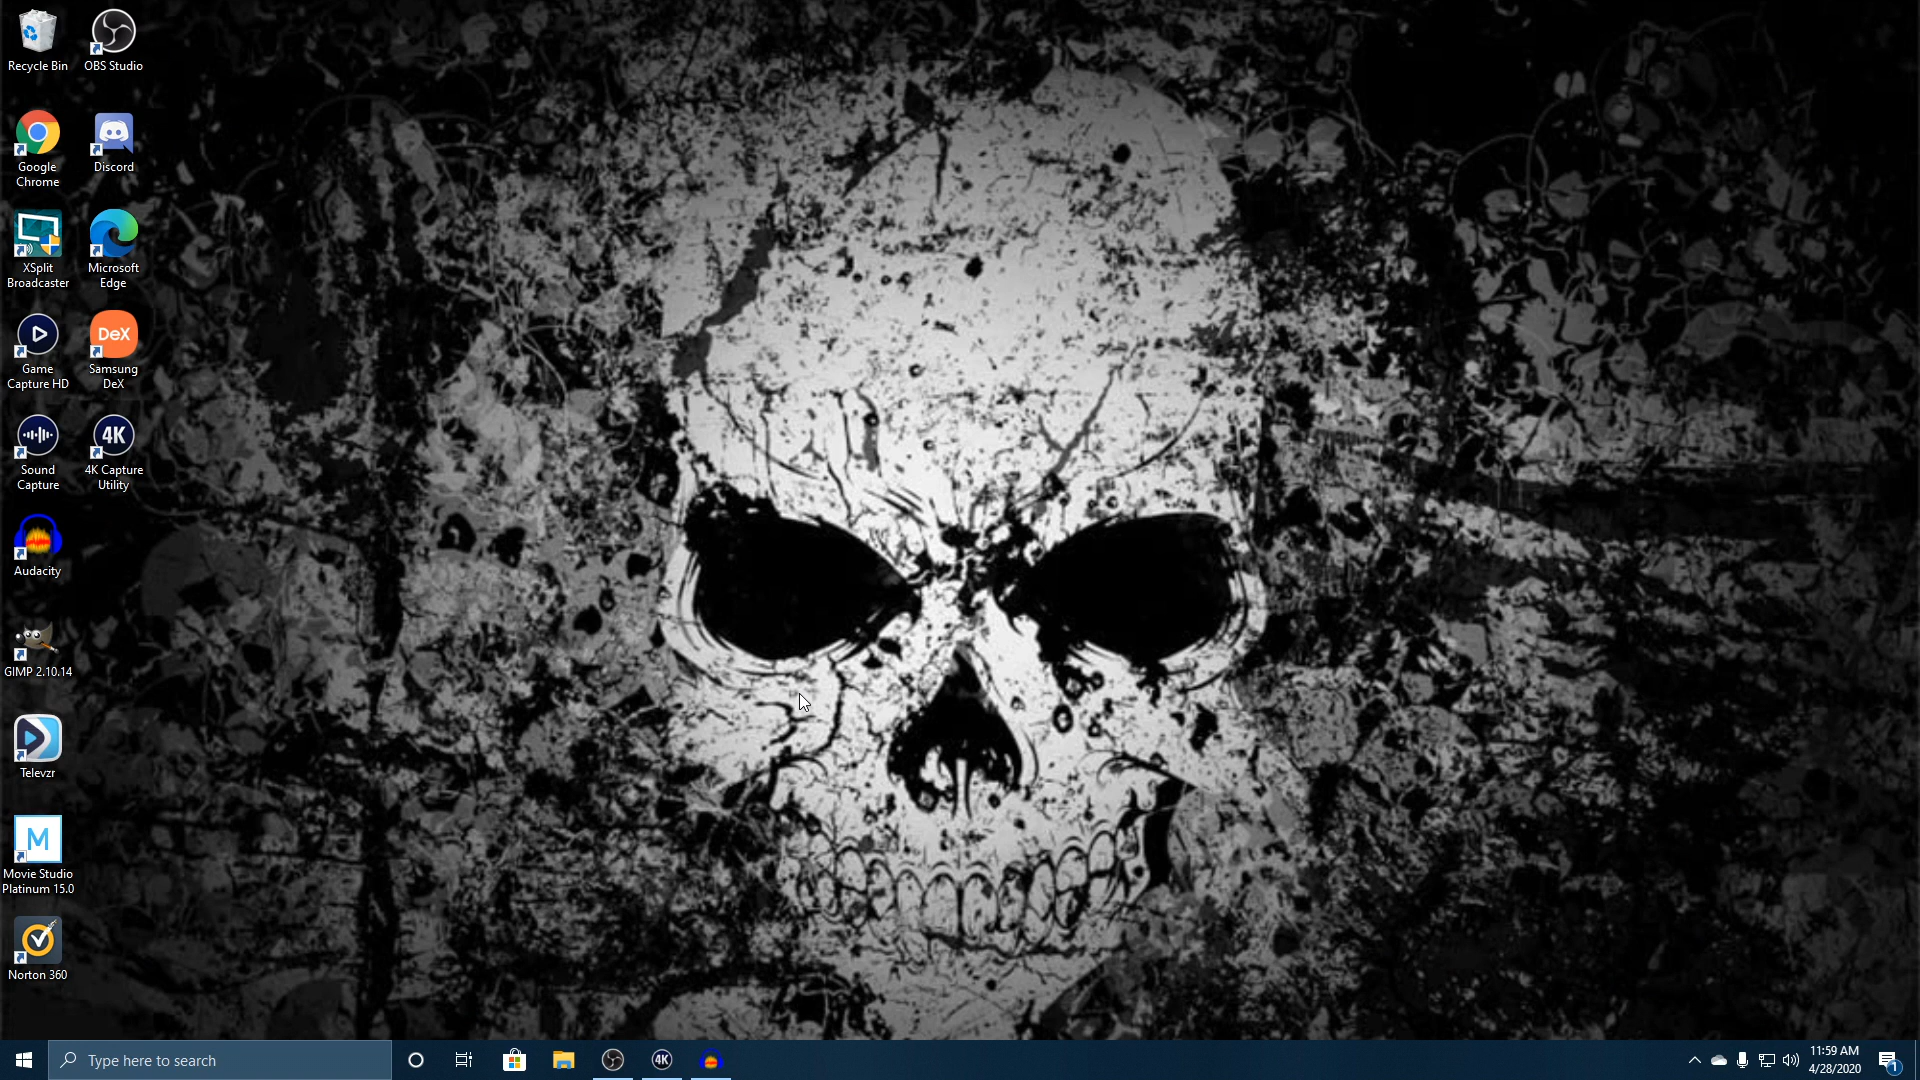 Recycle Bin
OBS Studio
Google
Chrome
Discord
XSplit
Broadcaster
Microsoft
Edge
Game
Capture HD
DeX
Samsung
DeX
Sound
Capture
4K
4K Capture
Utility
Audacity
GIMP 2.10.14
Televzr
M
Movie Studio
Platinum 15.0
Norton 360
Type here to search
4K
11:59 AM
4/28/2020
1